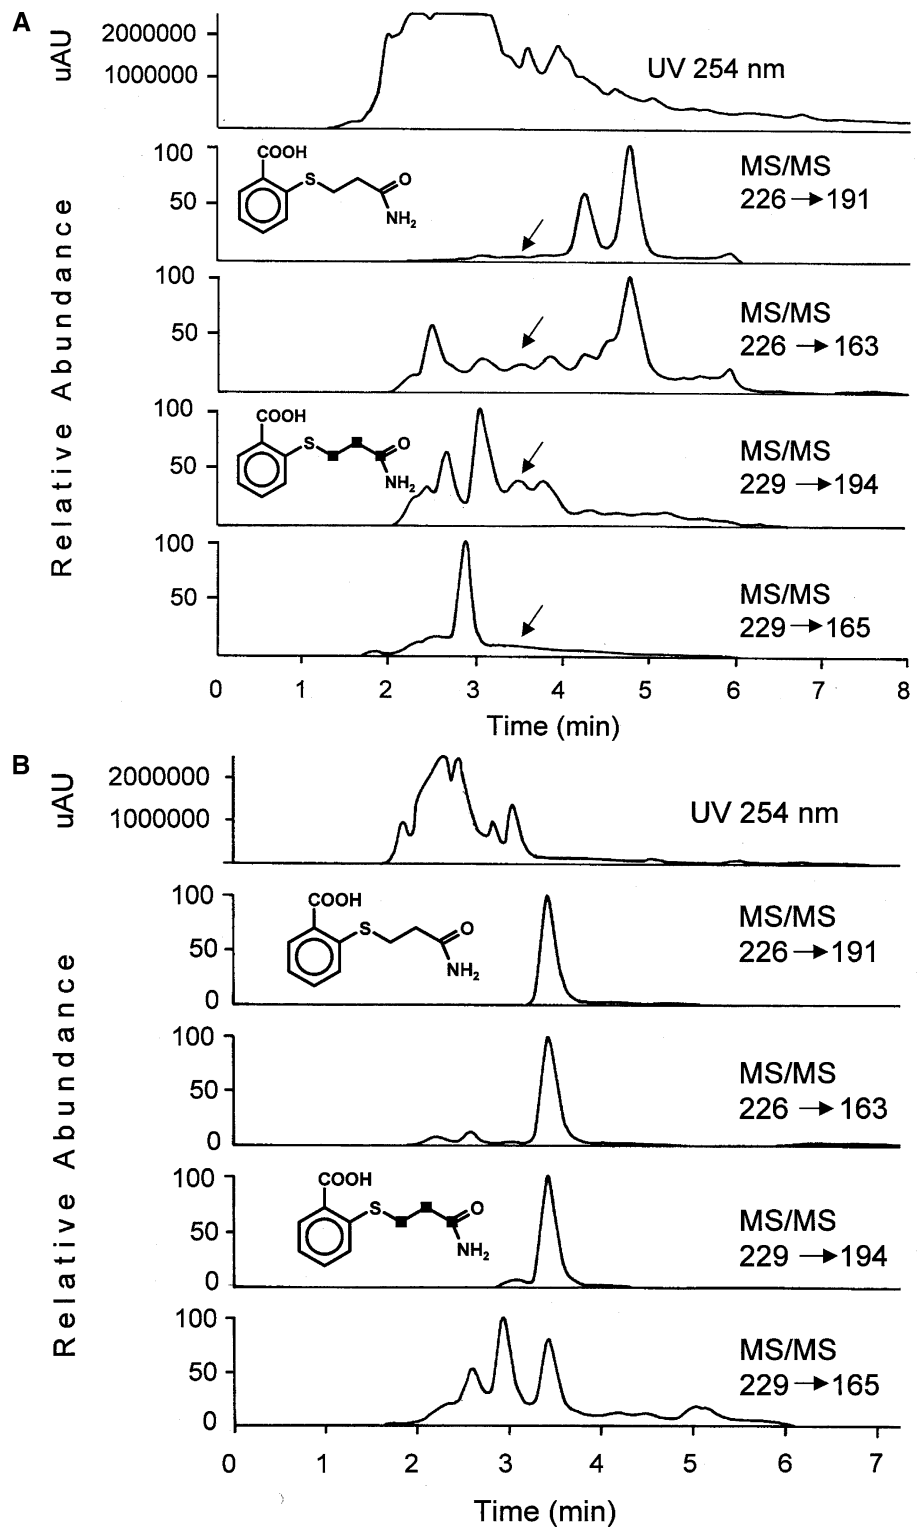 A
uAU
2000000
1000000
UV 254 nm
Relative Abundance
100
50
COOH
S
O
NH2
MS/MS
226 → 191
100
50
MS/MS
226 → 163
100
50
COOH
S
O
NH2
MS/MS
229 → 194
100
50
MS/MS
229 → 165
0 1 2 3 4 5 6 7 8
Time (min)
B
uAU
2000000
1000000
UV 254 nm
Relative Abundance
100
50
0
COOH
S
O
NH2
MS/MS
226 → 191
100
50
0
MS/MS
226 → 163
100
50
0
COOH
S
O
NH2
MS/MS
229 → 194
100
50
0
MS/MS
229 → 165
0 1 2 3 4 5 6 7
Time (min)